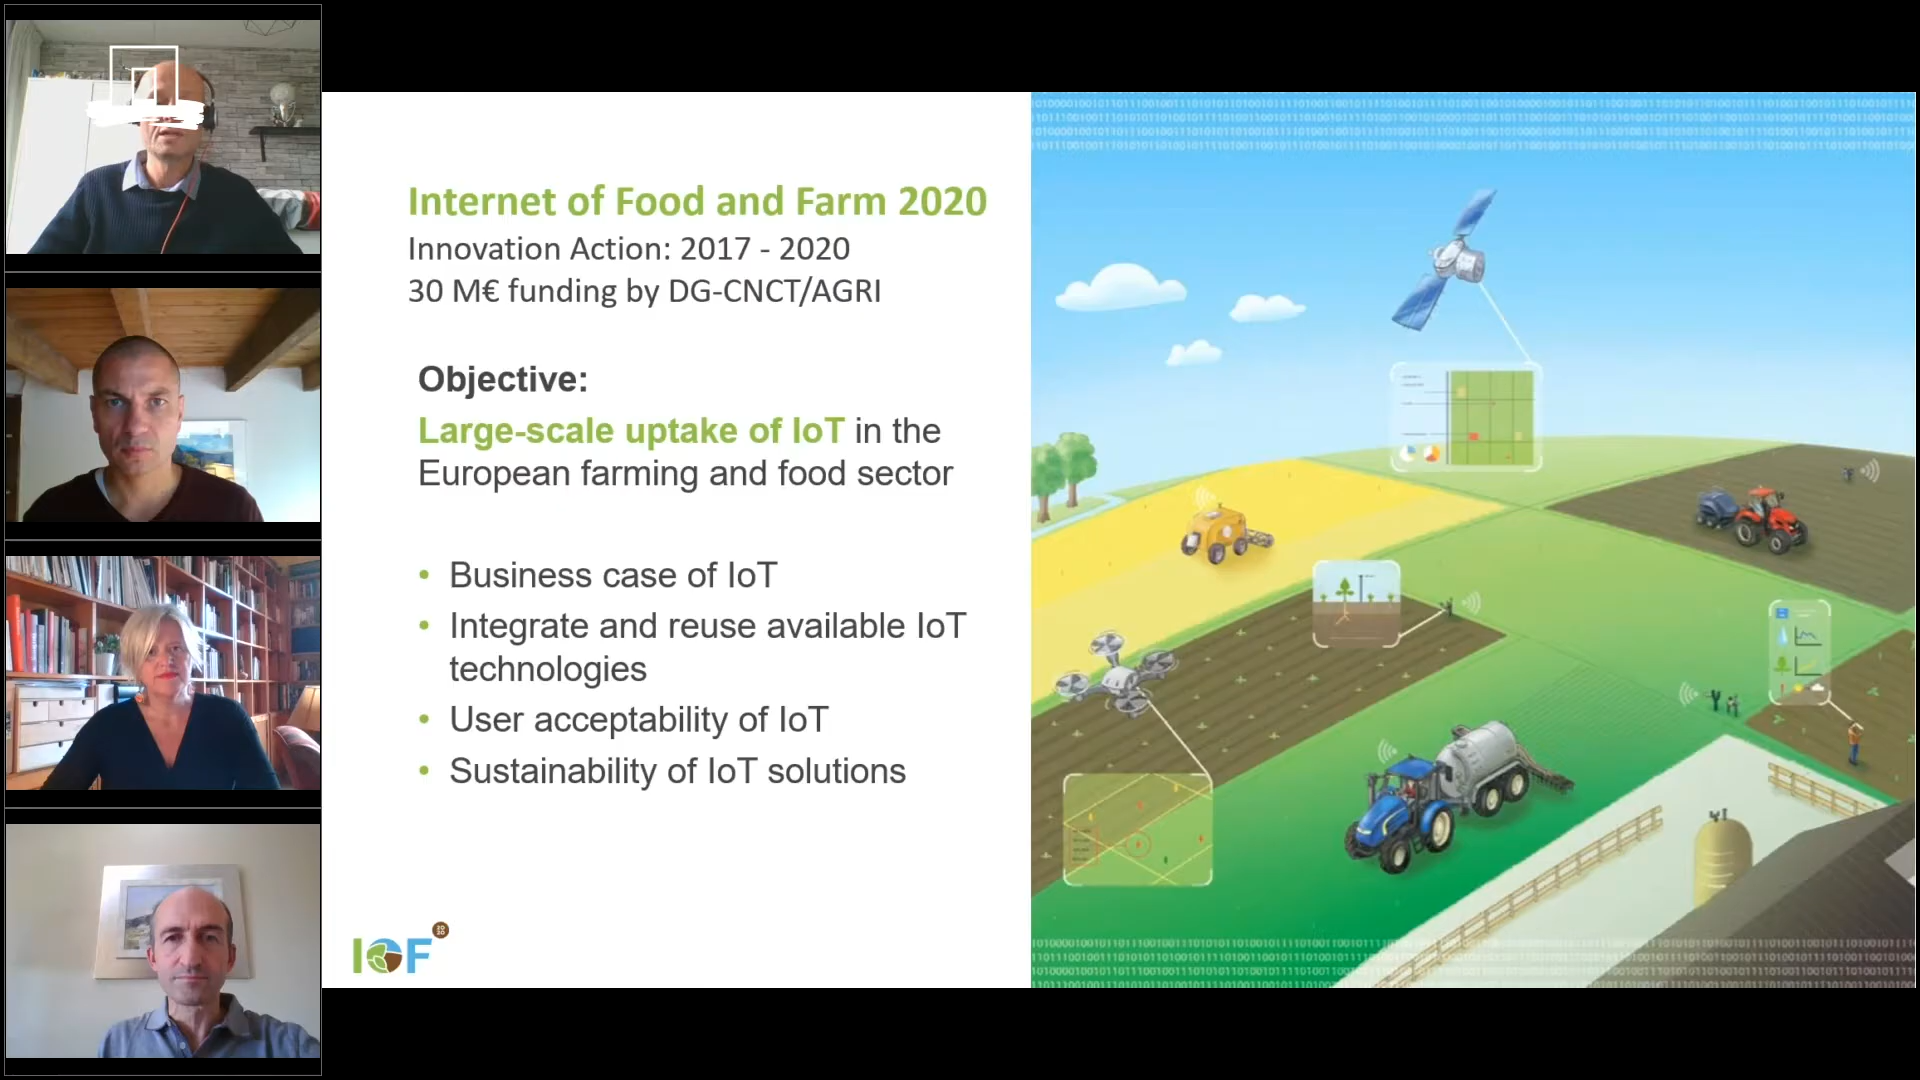 Internet of Food and Farm 2020
Innovation Action: 2017 - 2020
30 M€ funding by DG-CNCT/AGRI
Objective:
Large-scale uptake of IoT in the
European farming and food sector
• Business case of IoT
• Integrate and reuse available IoT
technologies
• User acceptability of IoT
• Sustainability of IoT solutions
IOF
20
20